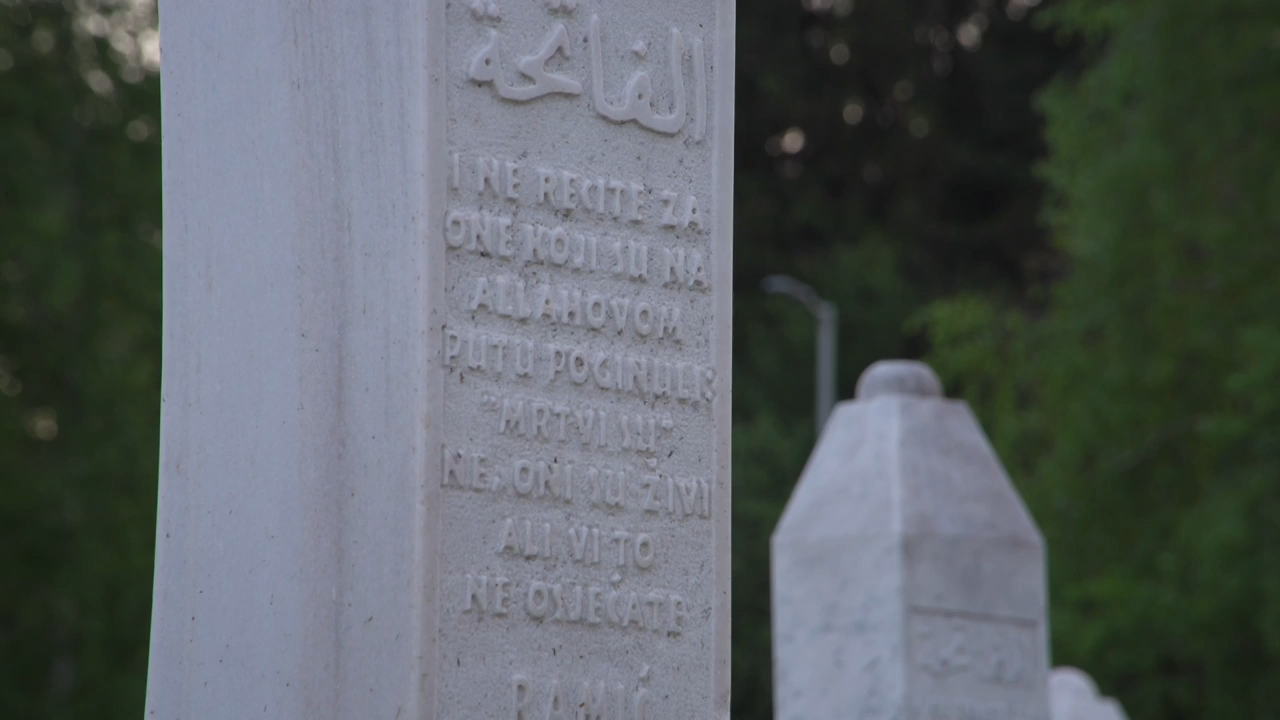 الفاتحة
I NE RECITE ZA
ONE KOJI SU NA
ALLAHOVOM
PUTU POGINULI:
"MRTVI SU"
NE, ONI SU ŽIVI
ALI VI TO
NE OSJEĆATE
RAMIĆ